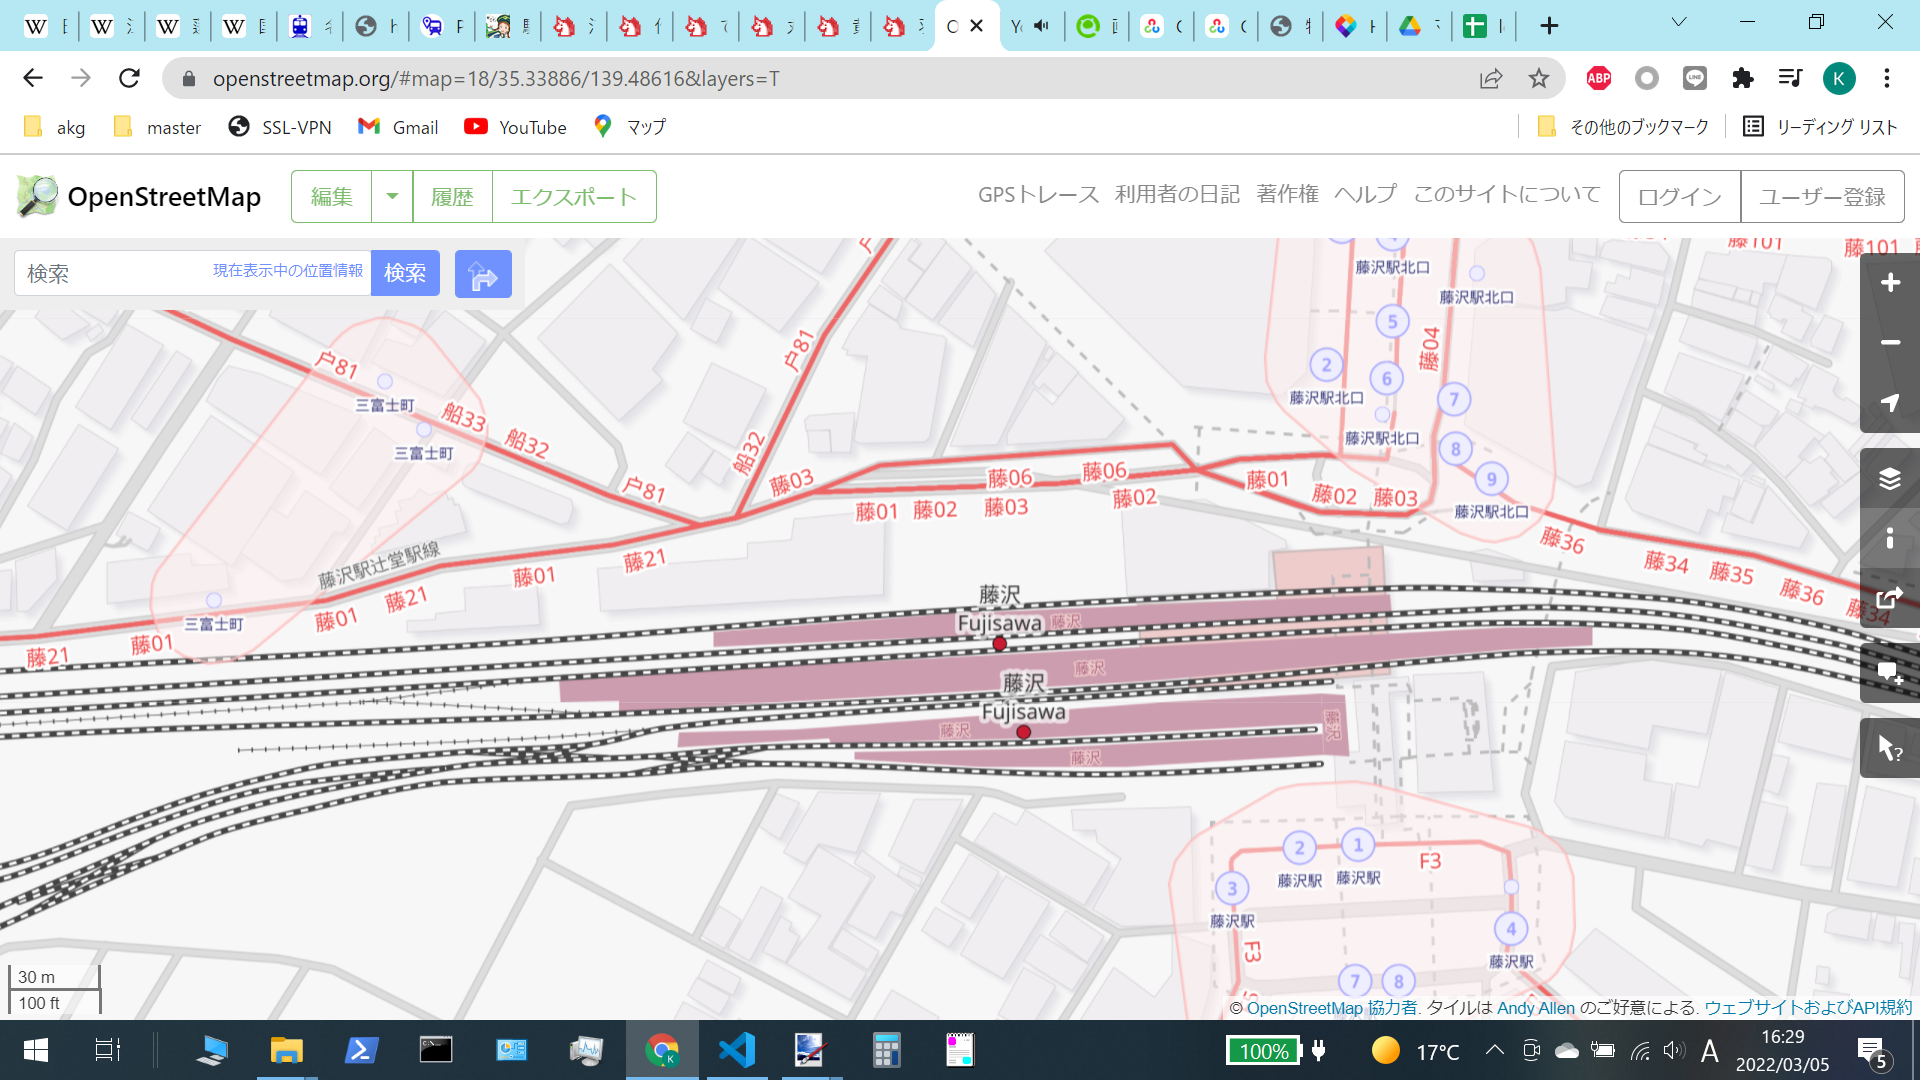 openstreetmap.org/#map=18/35.33886/139.48616&layers=T
ABP
LINE
K
akg
master
SSL-VPN
Gmail
YouTube
マップ
その他のブックマーク
リーディング リスト
OpenStreetMap
編集
履歴
エクスポート
GPSトレース
利用者の日記
著作権
ヘルプ
このサイトについて
ログイン
ユーザー登録
検索
現在表示中の位置情報
検索
藤101
藤101
藤沢駅北口
4
藤沢駅北口
5
藤04
2
6
藤沢駅北口
7
藤沢駅北口
8
9
藤沢駅北口
戸81
戸81
三富士町
船33
船32
三富士町
戸81
船32
藤03
藤06
藤06
藤01
藤02
藤03
藤02
藤01
藤02
藤03
藤36
藤34
藤35
藤36
藤34
藤沢駅辻堂駅線
藤21
藤01
藤21
三富士町
藤01
藤01
藤21
藤沢
Fujisawa
藤沢
藤沢
藤沢
Fujisawa
藤沢
藤沢
藤沢
2
1
F3
藤沢駅
藤沢駅
3
藤沢駅
4
藤沢駅
F3
7
8
30 m
100 ft
© OpenStreetMap 協力者. タイルは Andy Allen のご好意による. ウェブサイトおよびAPI規約
100%
17°C
A
16:29
2022/03/05
5